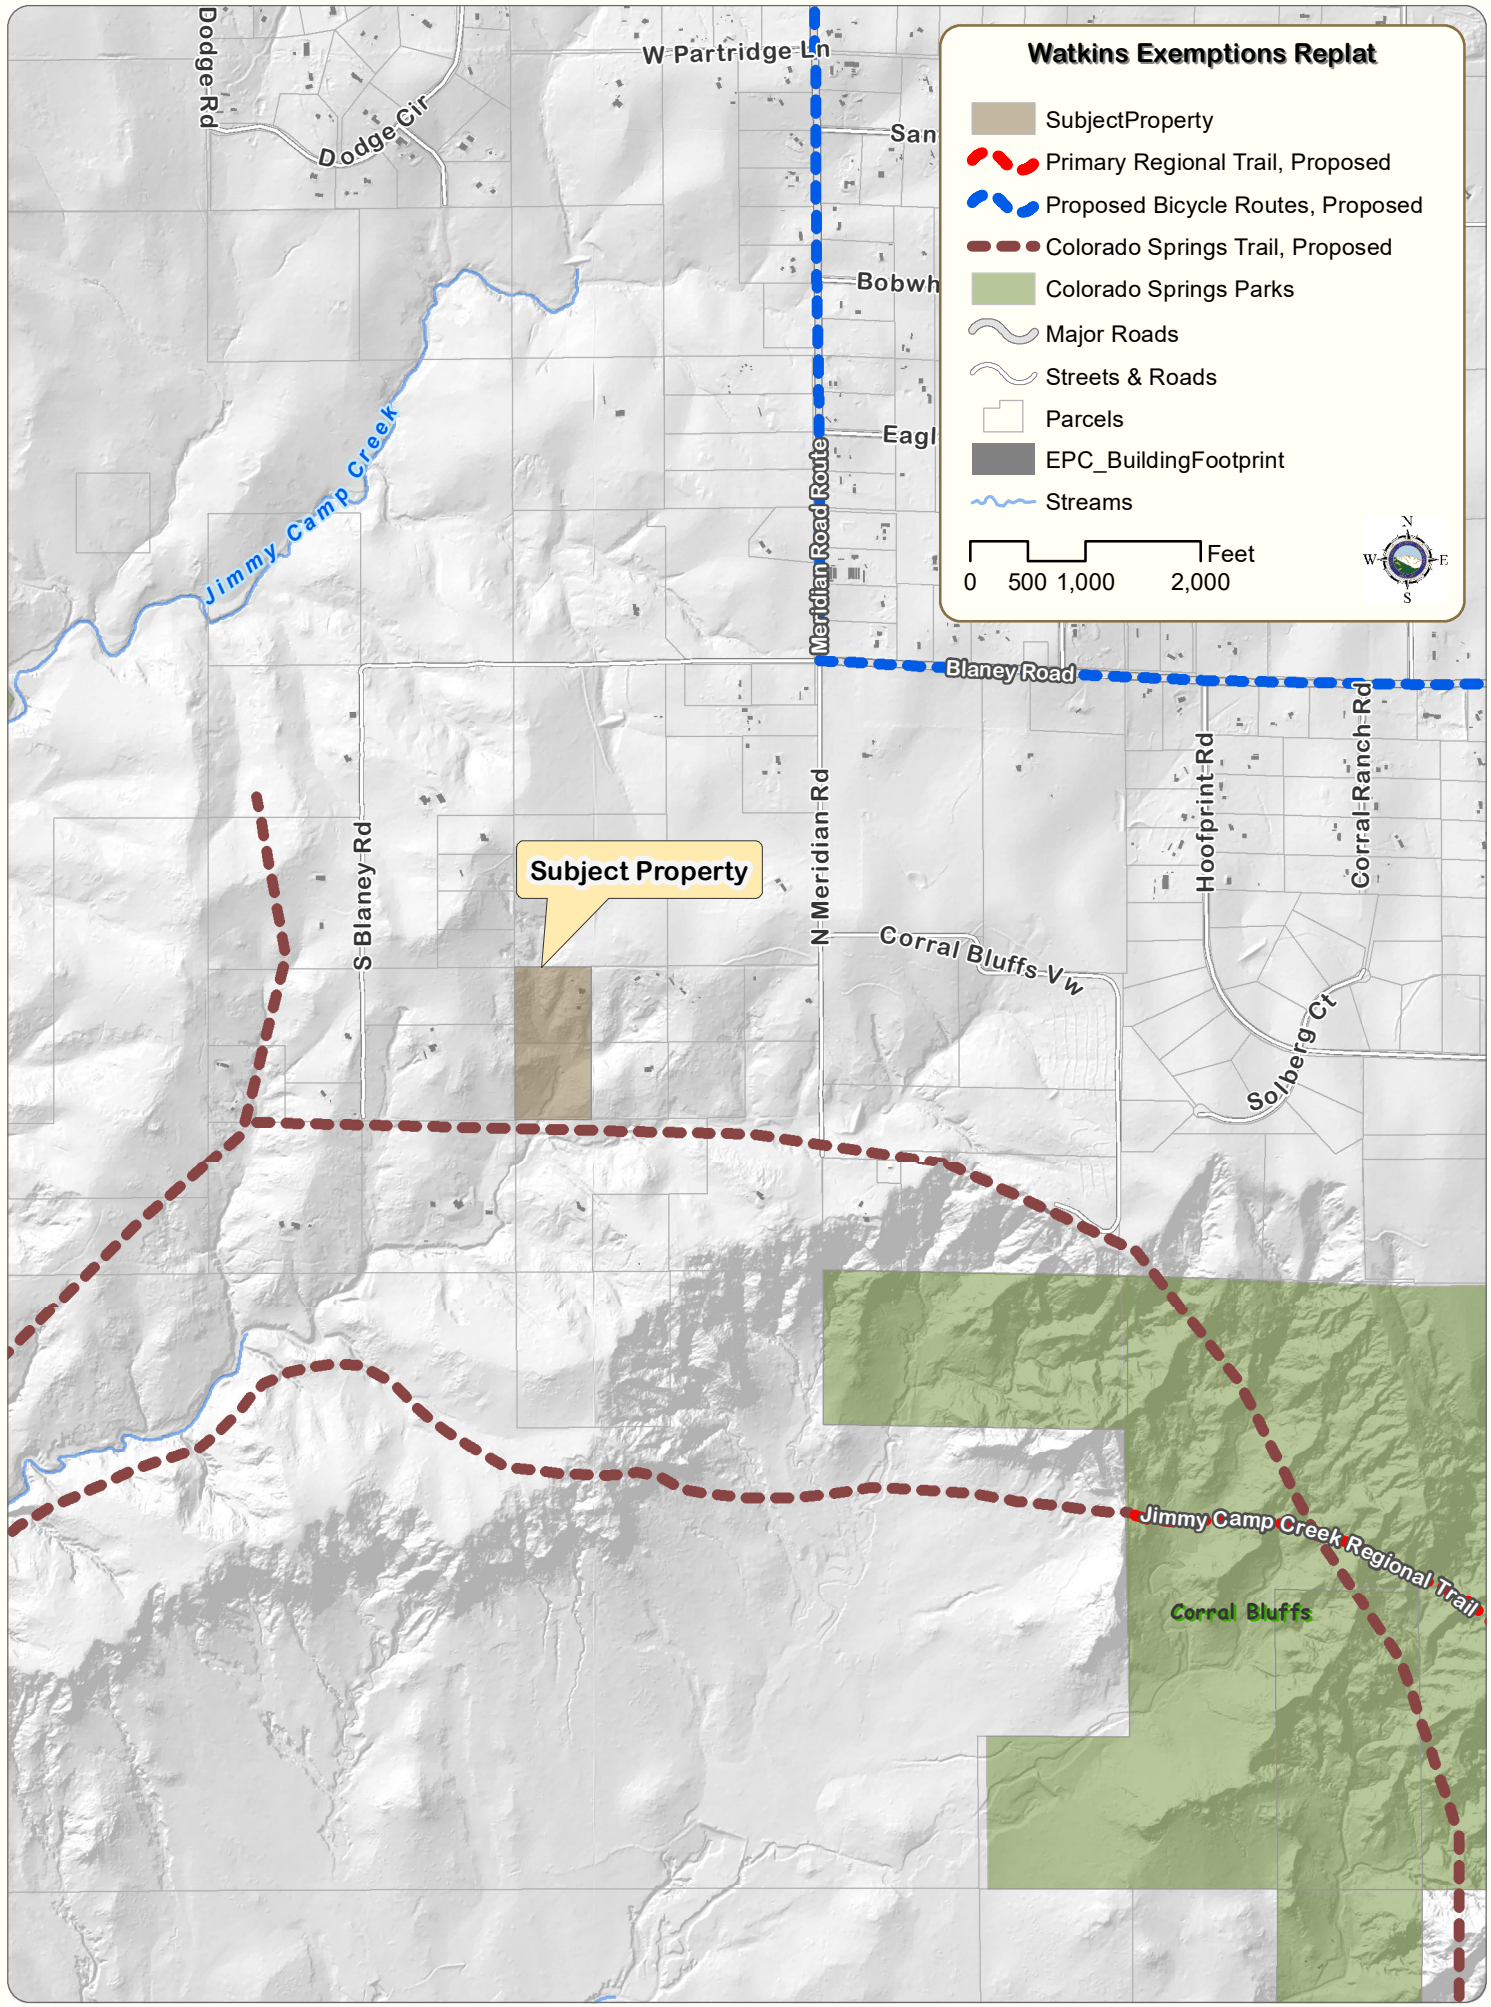 Watkins Exemptions Replat
SubjectProperty
Primary Regional Trail, Proposed
Proposed Bicycle Routes, Proposed
Colorado Springs Trail, Proposed
Colorado Springs Parks
Major Roads
Streets & Roads
Parcels
EPC_BuildingFootprint
Streams
Feet
0 500 1,000 2,000
N
W E
S
Dodge Rd
Dodge Cir
W Partridge Ln
San
Bobwh
Eagl
Jimmy Camp Creek
Meridian Road Route
Blaney Road
S Blaney Rd
Subject Property
N Meridian Rd
Corral Bluffs Vw
Hoofprint Rd
Corral Ranch Rd
Solberg Ct
Jimmy Camp Creek Regional Trail
Corral Bluffs